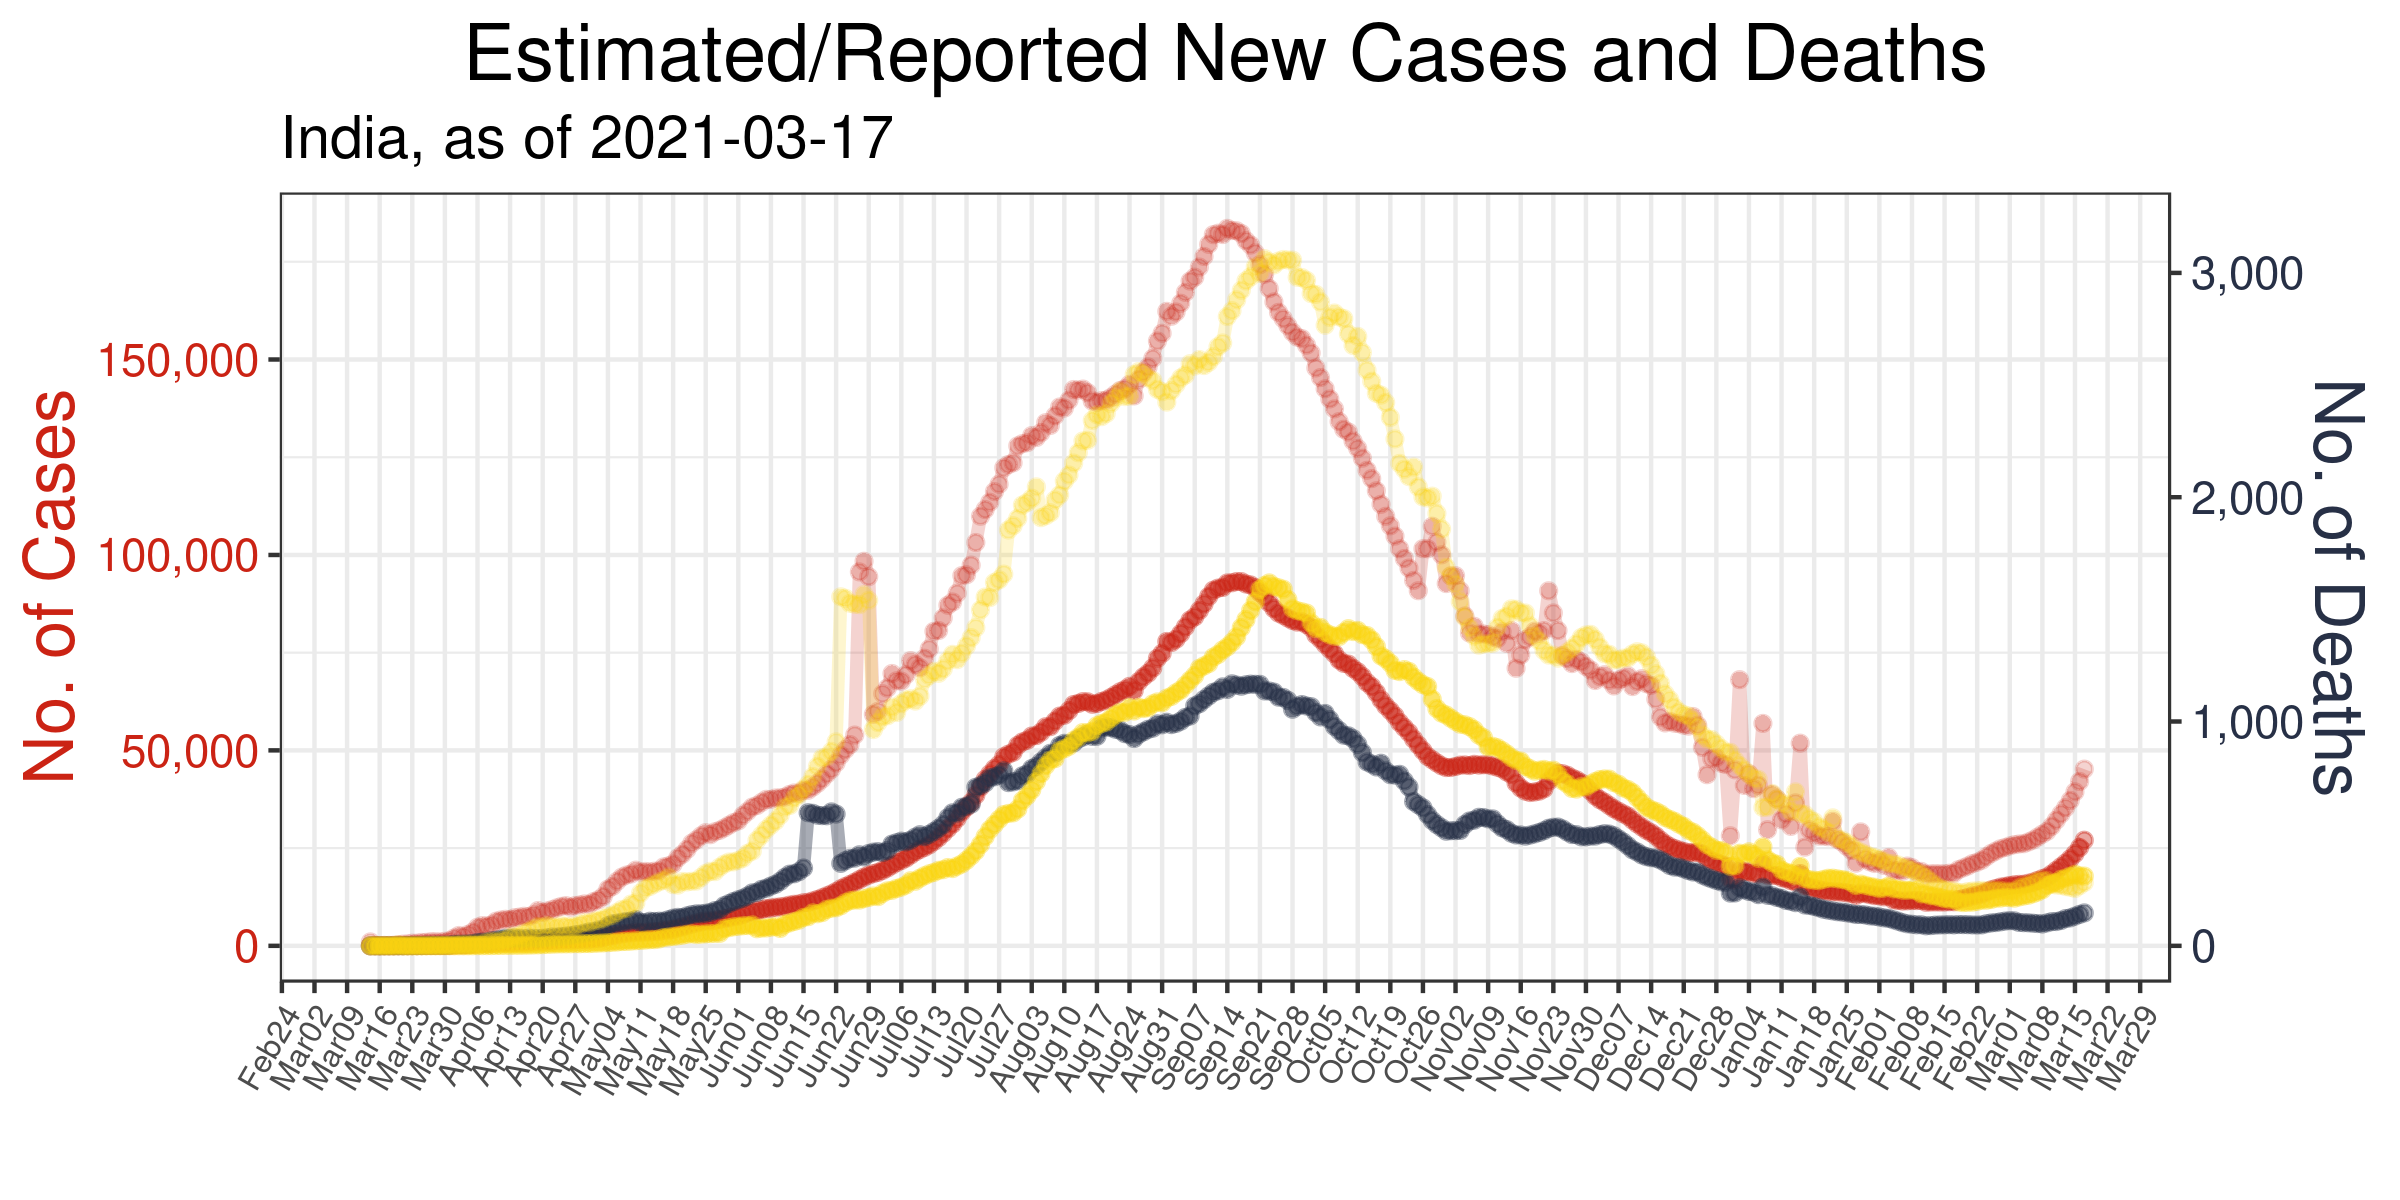 Estimated/Reported New Cases and Deaths
India, as of 2021-03-17
No. of Cases
150,000
100,000
50,000
0
3,000
2,000
1,000
0
No. of Deaths
Feb24
Mar02
Mar09
Mar16
Mar23
Mar30
Apr06
Apr13
Apr20
Apr27
May04
May11
May18
May25
Jun01
Jun08
Jun15
Jun22
Jun29
Jul06
Jul13
Jul20
Jul27
Aug03
Aug10
Aug17
Aug24
Aug31
Sep07
Sep14
Sep21
Sep28
Oct05
Oct12
Oct19
Oct26
Nov02
Nov09
Nov16
Nov23
Nov30
Dec07
Dec14
Dec21
Dec28
Jan04
Jan11
Jan18
Jan25
Feb01
Feb08
Feb15
Feb22
Mar01
Mar08
Mar15
Mar22
Mar29